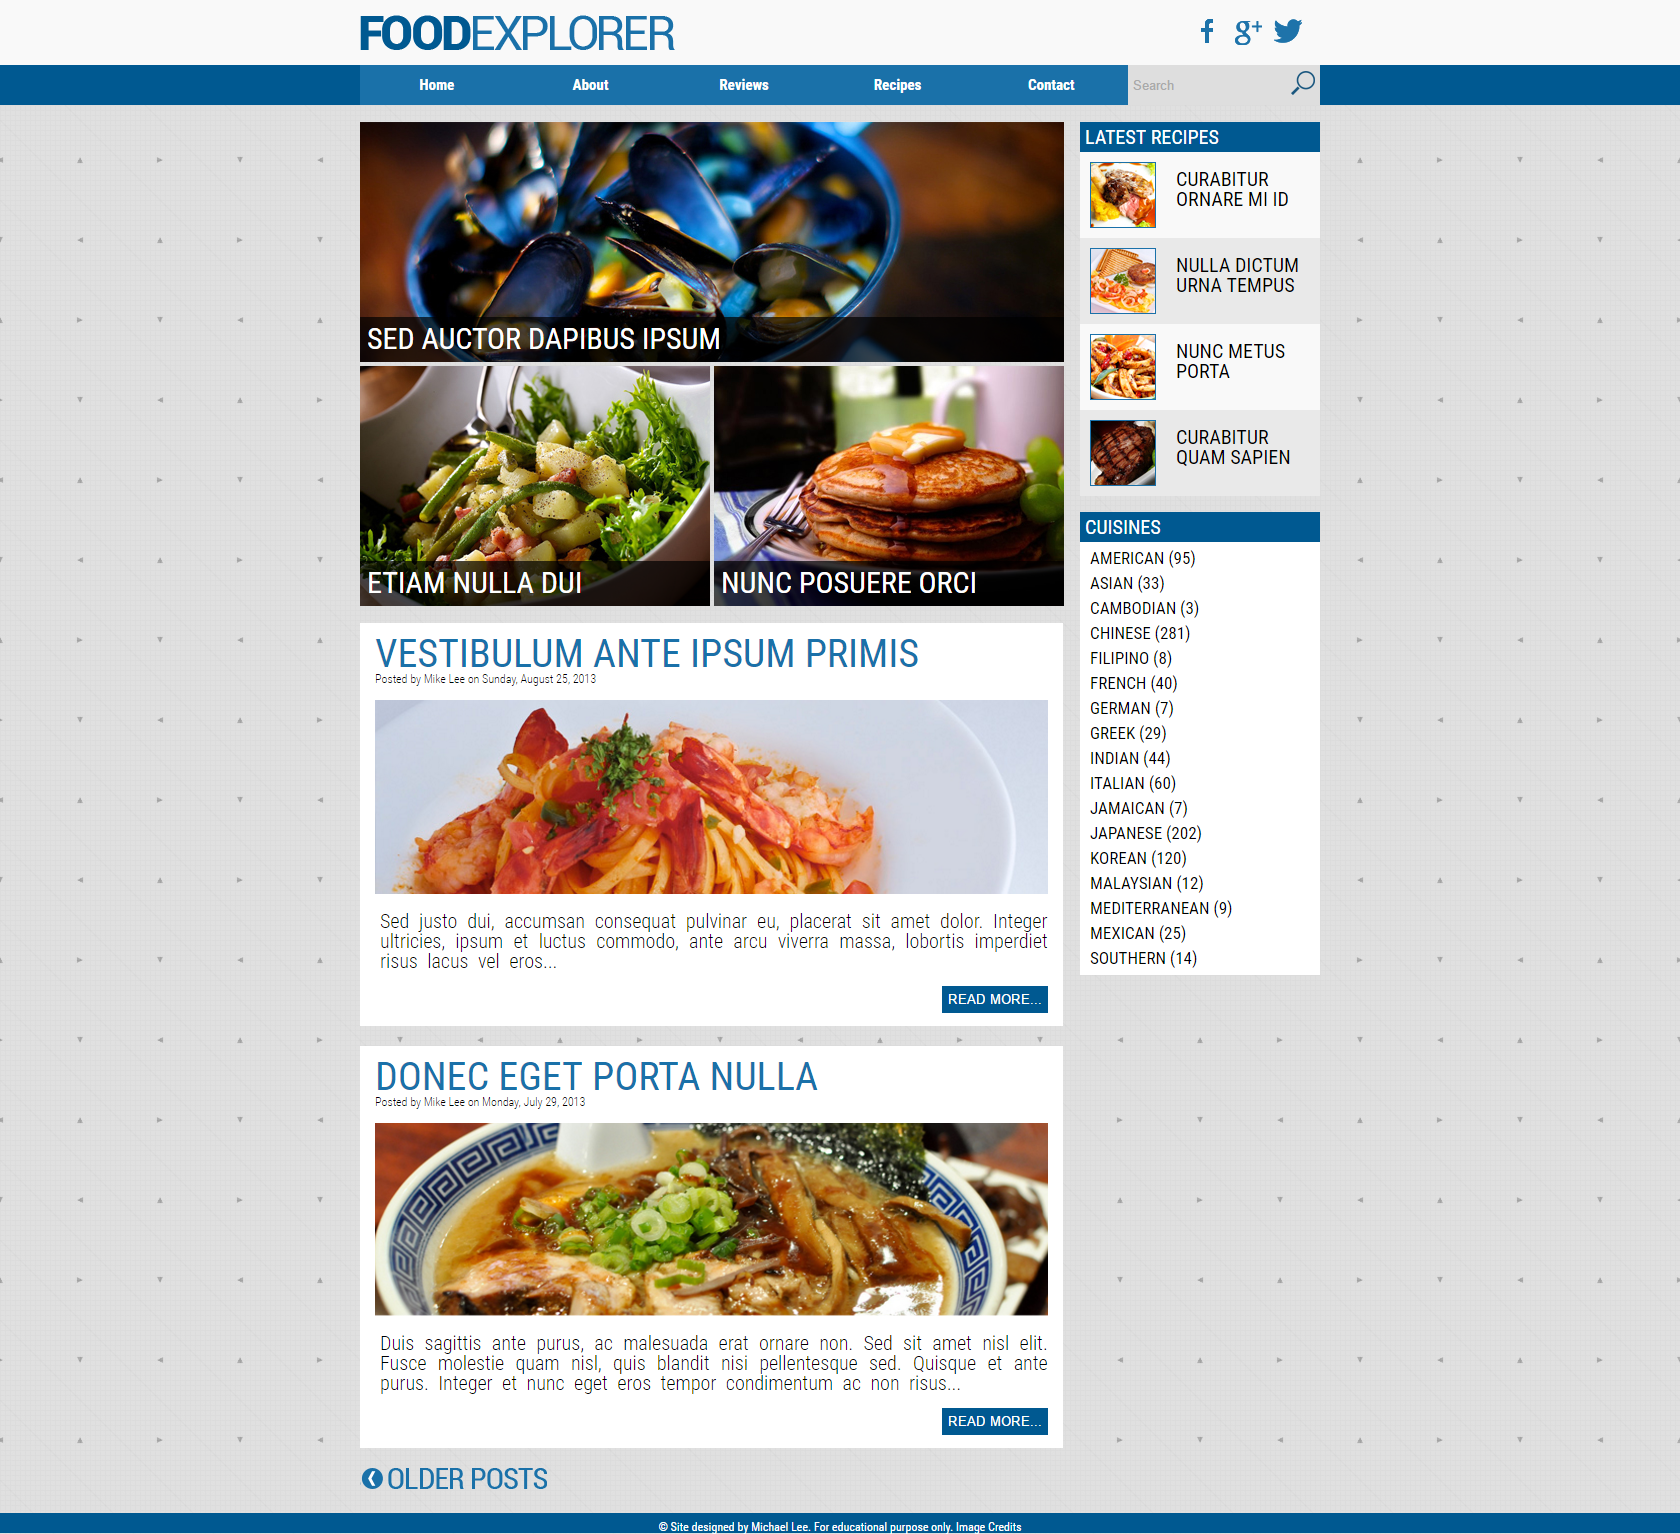 FOODEXPLORER
Home About Reviews Recipes Contact Search
SED AUCTOR DAPIBUS IPSUM
ETIAM NULLA DUI
NUNC POSUERE ORCI
VESTIBULUM ANTE IPSUM PRIMIS
Posted by Mike Lee on Sunday, August 25, 2013
Sed justo dui, accumsan consequat pulvinar eu, placerat sit amet dolor. Integer
ultricies, ipsum et luctus commodo, ante arcu viverra massa, lobortis imperdiet
risus lacus vel eros...
READ MORE...
DONEC EGET PORTA NULLA
Posted by Mike Lee on Monday, July 29, 2013
Duis sagittis ante purus, ac malesuada erat ornare non. Sed sit amet nisl elit.
Fusce molestie quam nisl, quis blandit nisi pellentesque sed. Quisque et ante
purus. Integer et nunc eget eros tempor condimentum ac non risus...
READ MORE...
OLDER POSTS
LATEST RECIPES
CURABITUR
ORNARE MI ID
NULLA DICTUM
URNA TEMPUS
NUNC METUS
PORTA
CURABITUR
QUAM SAPIEN
CUISINES
AMERICAN (95)
ASIAN (33)
CAMBODIAN (3)
CHINESE (281)
FILIPINO (8)
FRENCH (40)
GERMAN (7)
GREEK (29)
INDIAN (44)
ITALIAN (60)
JAMAICAN (7)
JAPANESE (202)
KOREAN (120)
MALAYSIAN (12)
MEDITERRANEAN (9)
MEXICAN (25)
SOUTHERN (14)
© Site designed by Michael Lee. For educational purpose only. Image Credits